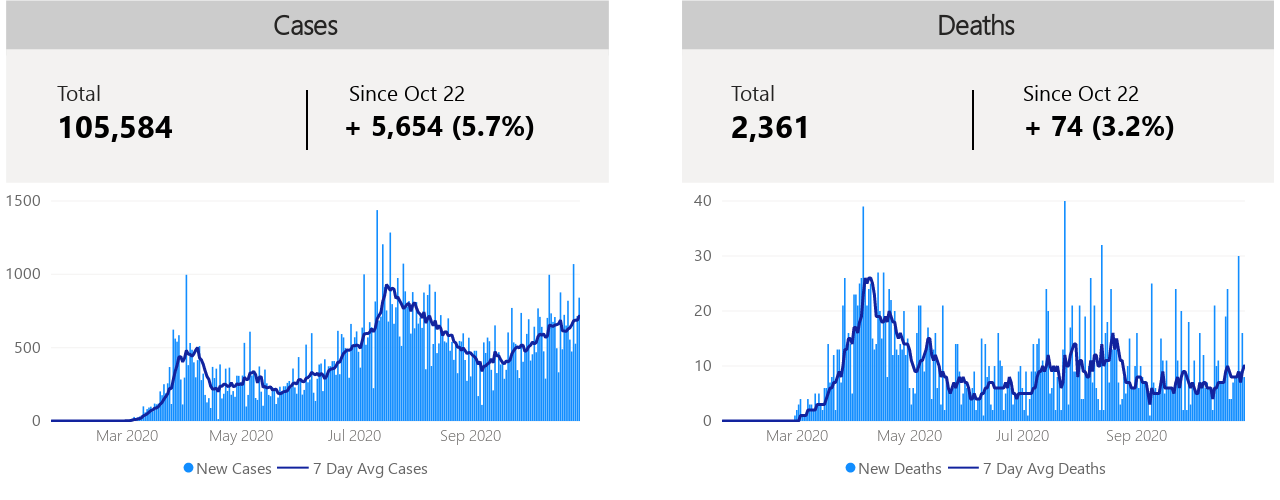 Cases
Total
105,584
Since Oct 22
+ 5,654 (5.7%)
1500
1000
500
0
Mar 2020 May 2020 Jul 2020 Sep 2020
New Cases 7 Day Avg Cases
Deaths
Total
2,361
Since Oct 22
+ 74 (3.2%)
40
30
20
10
0
Mar 2020 May 2020 Jul 2020 Sep 2020
New Deaths 7 Day Avg Deaths